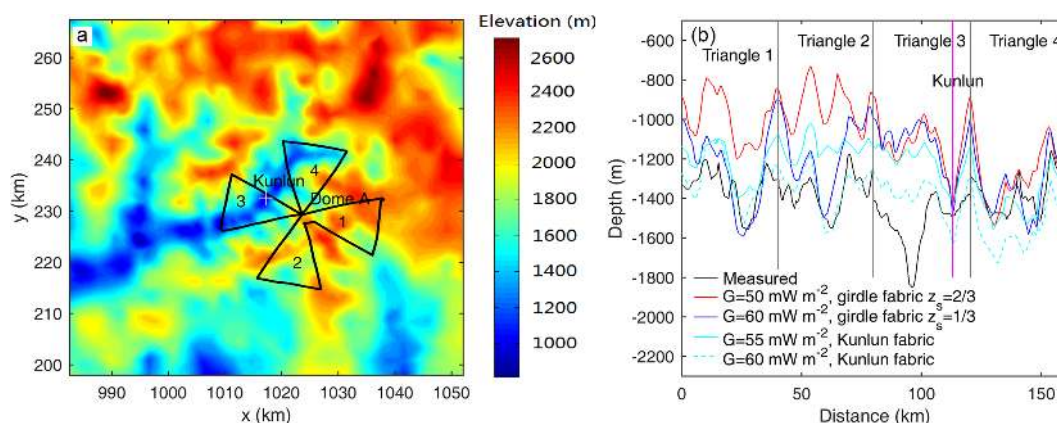 a
Elevation (m)
260
250
240
230
220
210
200
y (km)
990
1000
1010
1020
1030
1040
1050
x (km)
Kunlun
Dome A
1
2
3
4
2600
2400
2200
2000
1800
1600
1400
1200
1000
(b)
Triangle 1
Triangle 2
Triangle 3
Triangle 4
Kunlun
-600
-800
-1000
-1200
-1400
-1600
-1800
-2000
-2200
Depth (m)
Measured
G=50 mW m-2, girdle fabric zs=2/3
G=60 mW m-2, girdle fabric zs=1/3
G=55 mW m-2, Kunlun fabric
G=60 mW m-2, Kunlun fabric
0
50
100
150
Distance (km)